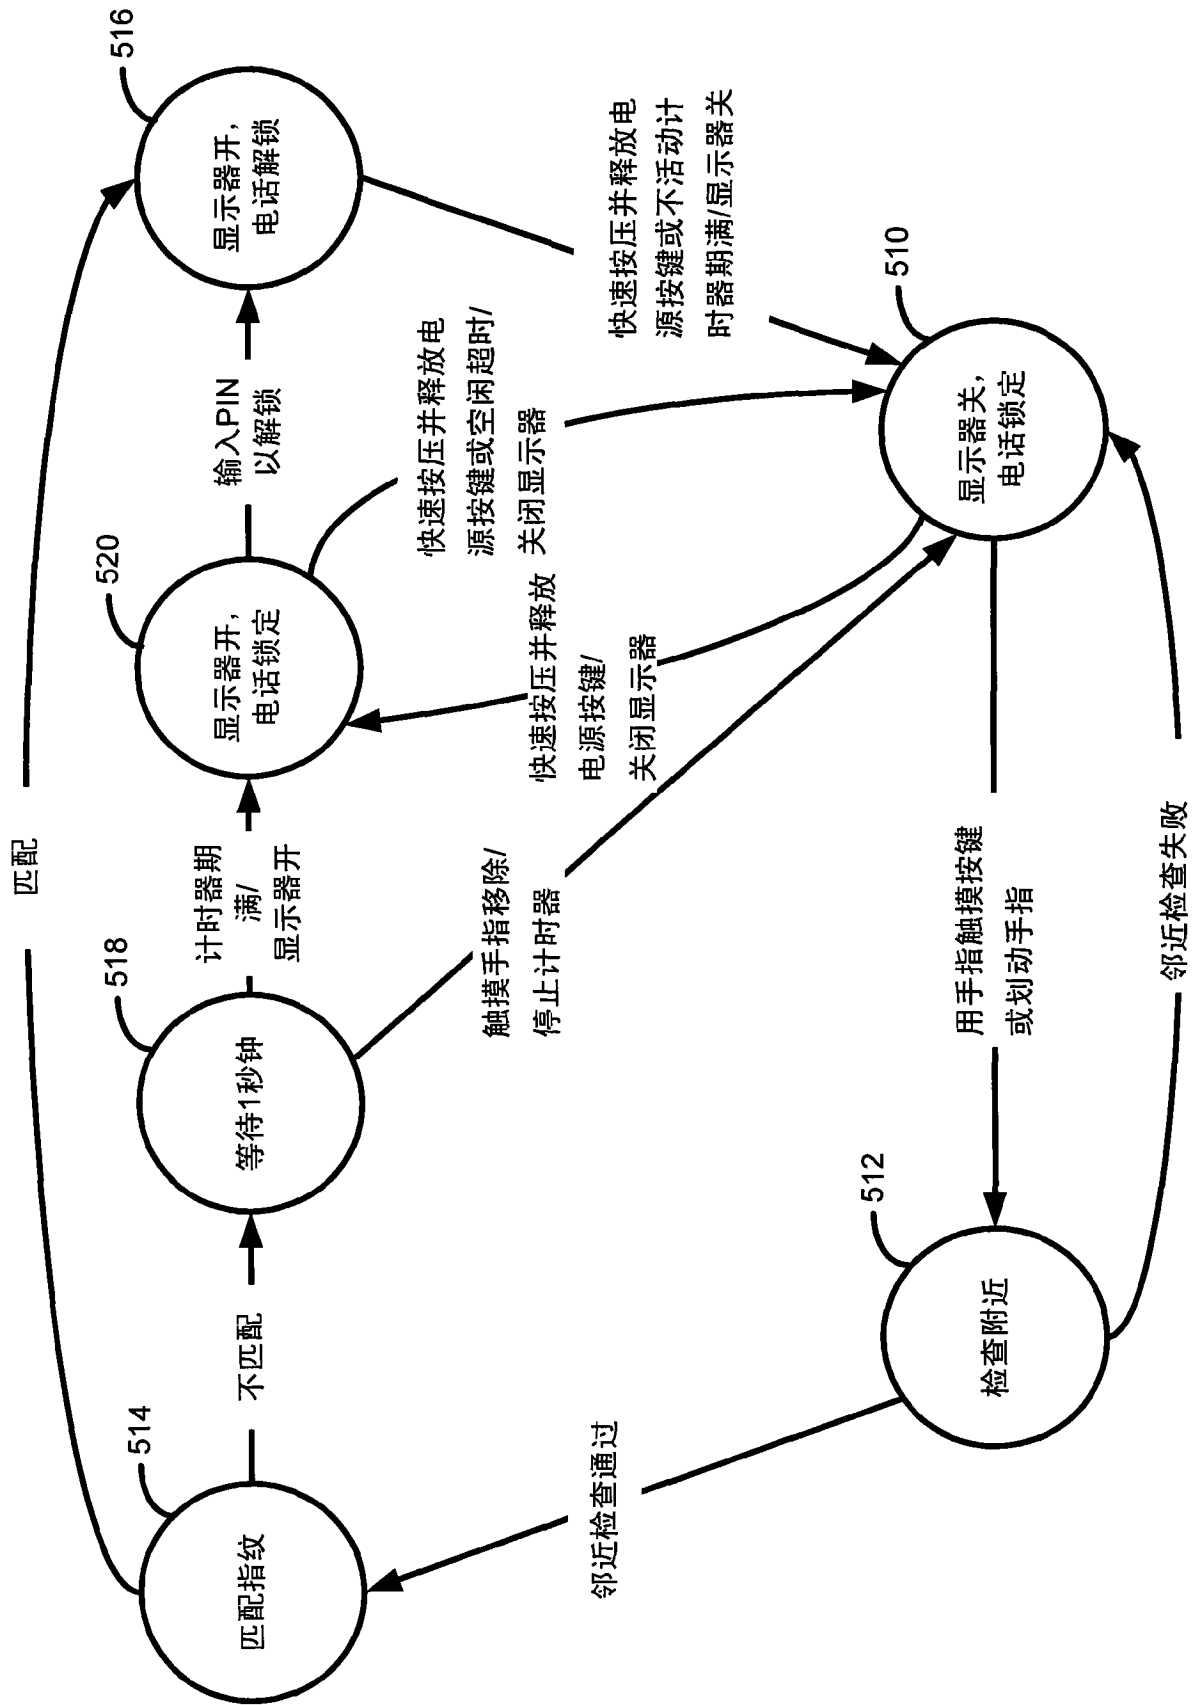 匹配
514
匹配指纹
不匹配
518
等待1秒钟
计时器期
满/
显示器开
520
显示器开，
电话锁定
输入PIN
以解锁
516
显示器开，
电话解锁
邻近检查通过
触摸手指移除/
停止计时器
快速按压并释放
电源按键/
关闭显示器
快速按压并释放电
源按键或空闲超时/
关闭显示器
快速按压并释放电
源按键或不活动计
时器期满/显示器关
512
检查附近
用手指触摸按键
或划动手指
510
显示器关，
电话锁定
邻近检查失败